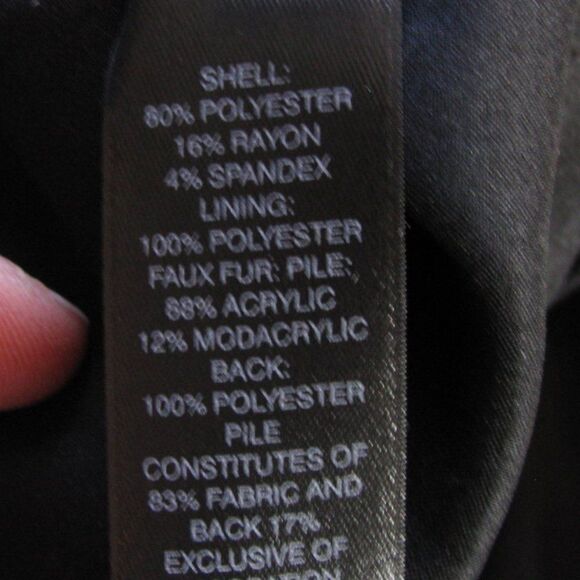 SHELL:
80% POLYESTER
16% RAYON
4% SPANDEX
LINING:
100% POLYESTER
FAUX FUR: PILE:
88% ACRYLIC
12% MODACRYLIC
BACK:
100% POLYESTER
PILE
CONSTITUTES OF
83% FABRIC AND
BACK 17%
EXCLUSIVE OF